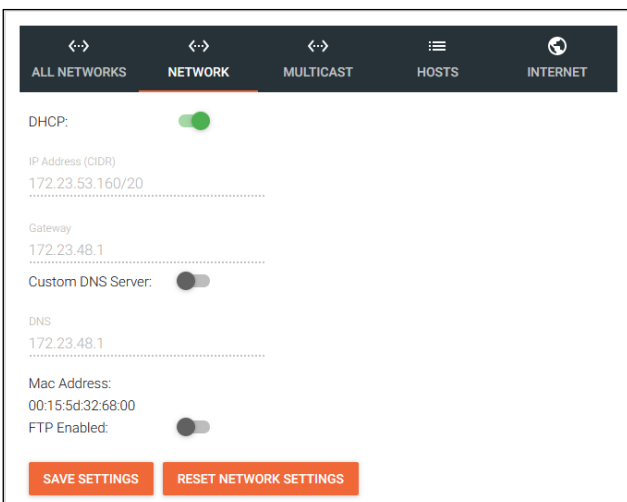 ALL NETWORKS NETWORK MULTICAST HOSTS INTERNET
DHCP:
IP Address (CIDR)
172.23.53.160/20
Gateway
172.23.48.1
Custom DNS Server:
DNS
172.23.48.1
Mac Address:
00:15:5d:32:68:00
FTP Enabled:
SAVE SETTINGS RESET NETWORK SETTINGS